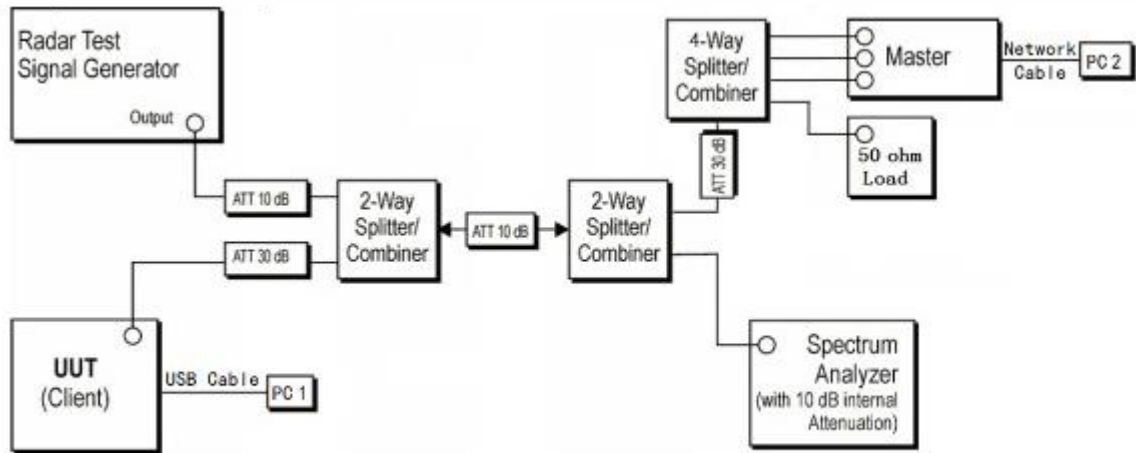 Radar Test
Signal Generator
Output
ATT 10 dB
ATT 30 dB
2-Way
Splitter/
Combiner
ATT 10 dB
2-Way
Splitter/
Combiner
ATT 30 dB
4-Way
Splitter/
Combiner
Master
Network
Cable
PC 2
50 ohm
Load
UUT
(Client)
USB Cable
PC 1
Spectrum
Analyzer
(with 10 dB internal
Attenuation)